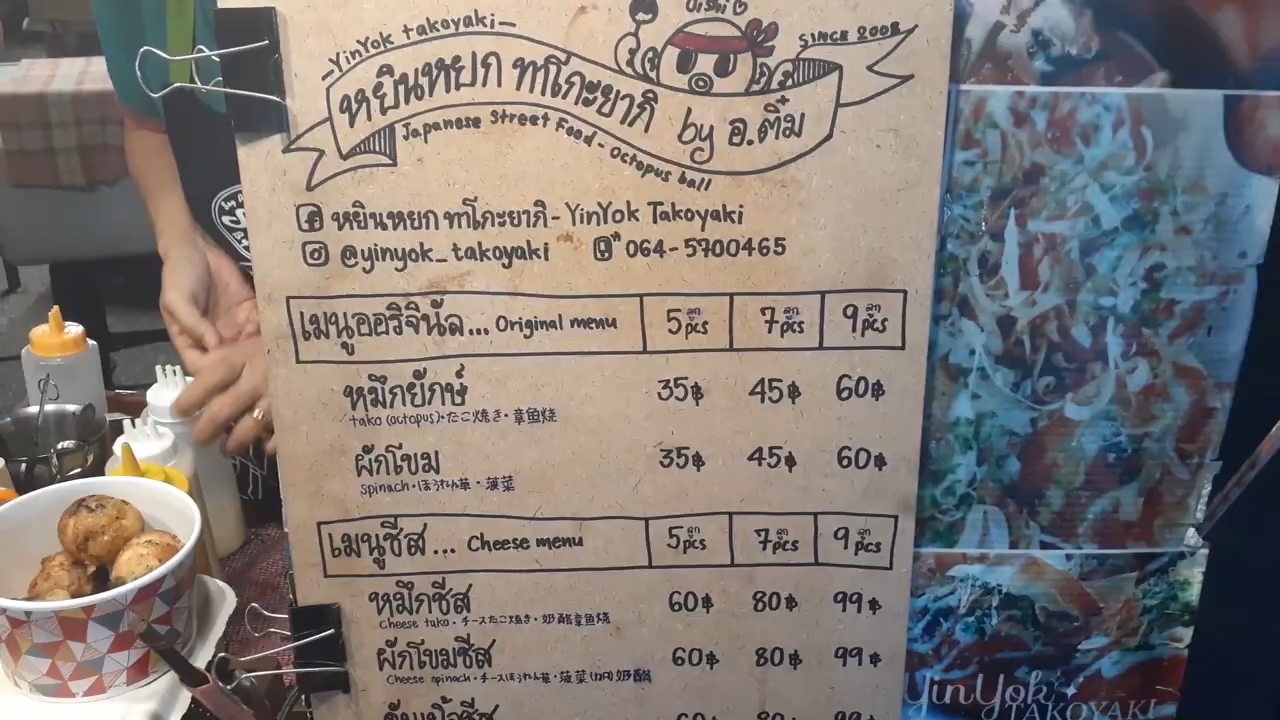 Oishi
-YinYok takoyaki-
SINCE 2008
หยินหยก ทาโกะยากิ by อ.ติ๋ม
Japanese Street Food - Octopus ball
หยินหยก ทาโกะยากิ - YinYok Takoyaki
@yinyok_takoyaki 064-5700465
เมนูออริจินัล... Original menu 5 ลูก pcs 7 ลูก pcs 9 ลูก pcs
หมึกยักษ์ 35฿ 45฿ 60฿
tako (octopus)・たこ焼き・章鱼烧
ผักโขม 35฿ 45฿ 60฿
spinach・ほうれん草・菠菜
เมนูชีส... Cheese menu 5 ลูก pcs 7 ลูก pcs 9 ลูก pcs
หมึกชีส 60฿ 80฿ 99฿
Cheese tako・チーズたこ焼き・奶酪章鱼烧
ผักโขมชีส 60฿ 80฿ 99฿
Cheese spinach・チーズほうれん草・菠菜奶酪
YinYok
TAKOYAKI